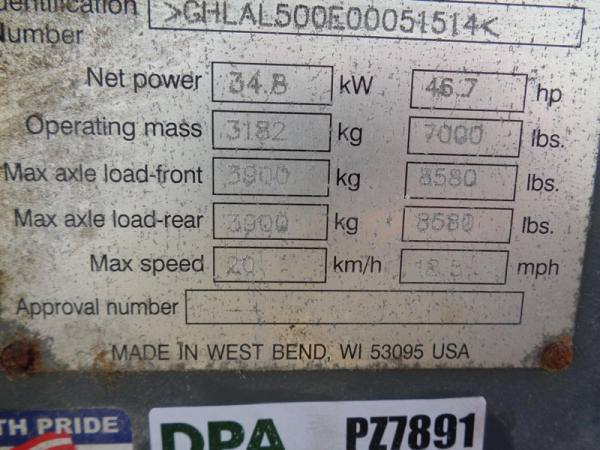 dentification
Number >GHLAL500E00051514<
Net power 34.8 kW 46.7 hp
Operating mass 3182 kg 7000 lbs.
Max axle load-front 3900 kg 8580 lbs.
Max axle load-rear 3900 kg 8580 lbs.
Max speed 20 km/h mph
Approval number
MADE IN WEST BEND, WI 53095 USA
TH PRIDE
DPA PZ7891